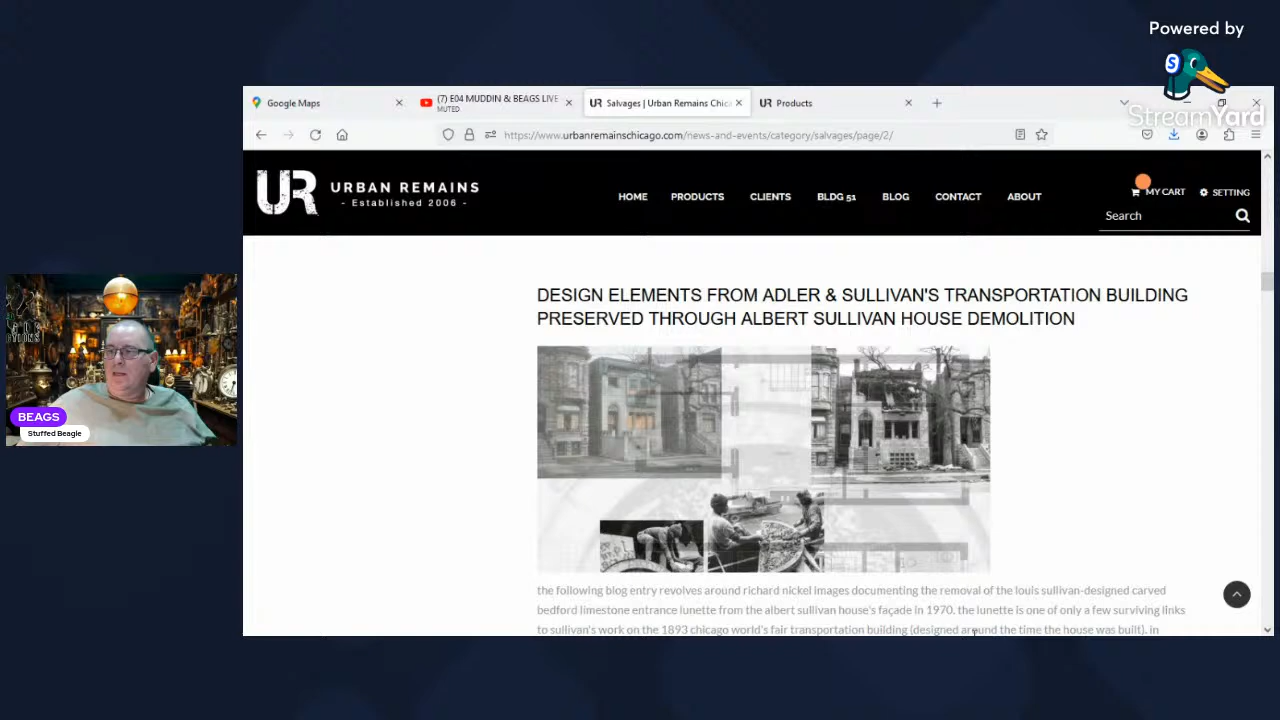 Powered by
S
StreamYard
Google Maps
(7) E04 MUDDIN & BEAGS LIVE
MUTED
UR Salvages | Urban Remains Chica
UR Products
https://www.urbanremainschicago.com/news-and-events/category/salvages/page/2/
UR
URBAN REMAINS
- Established 2006 -
HOME
PRODUCTS
CLIENTS
BLDG 51
BLOG
CONTACT
ABOUT
MY CART
SETTING
Search
DESIGN ELEMENTS FROM ADLER & SULLIVAN'S TRANSPORTATION BUILDING
PRESERVED THROUGH ALBERT SULLIVAN HOUSE DEMOLITION
the following blog entry revolves around richard nickel images documenting the removal of the louis sullivan-designed carved
bedford limestone entrance lunette from the albert sullivan house's façade in 1970. the lunette is one of only a few surviving links
to sullivan's work on the 1893 chicago world's fair transportation building (designed around the time the house was built). in
BEAGS
Stuffed Beagle